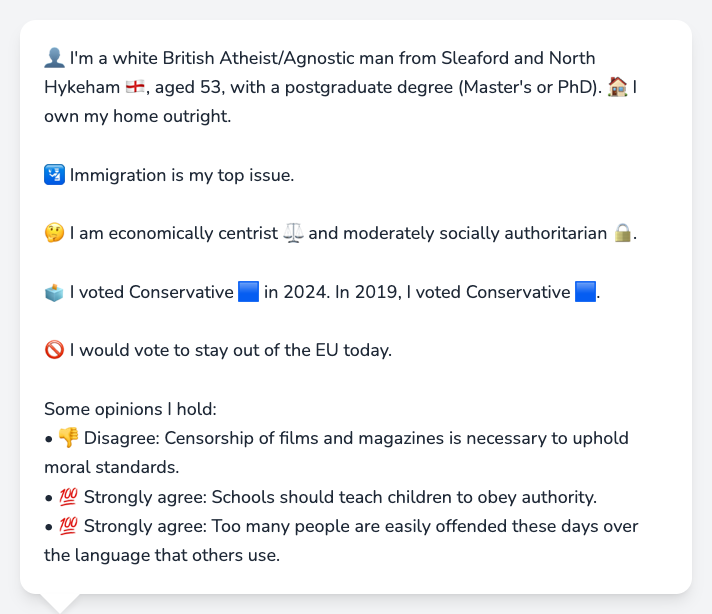 👤 I'm a white British Atheist/Agnostic man from Sleaford and North
Hykeham 🏴󠁧󠁢󠁥󠁮󠁧󠁿, aged 53, with a postgraduate degree (Master's or PhD). 🏠 I
own my home outright.
🛂 Immigration is my top issue.
🤔 I am economically centrist ⚖️ and moderately socially authoritarian 🔒.
🗳️ I voted Conservative 🟦 in 2024. In 2019, I voted Conservative 🟦.
🚫 I would vote to stay out of the EU today.
Some opinions I hold:
• 👎 Disagree: Censorship of films and magazines is necessary to uphold
moral standards.
• 💯 Strongly agree: Schools should teach children to obey authority.
• 💯 Strongly agree: Too many people are easily offended these days over
the language that others use.